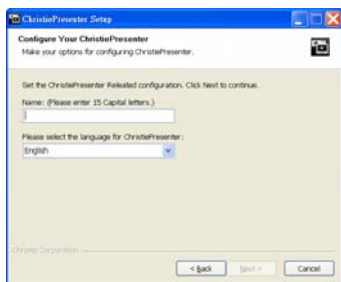 ChristiePresenter Setup
Configure Your ChristiePresenter
Make your options for configuring ChristiePresenter.
Set the ChristiePresenter Releated configuration. Click Next to continue.
Name: (Please enter 15 Capital letters.)
Please select the language for ChristiePresenter:
English
Christie Corporation
< Back
Next >
Cancel